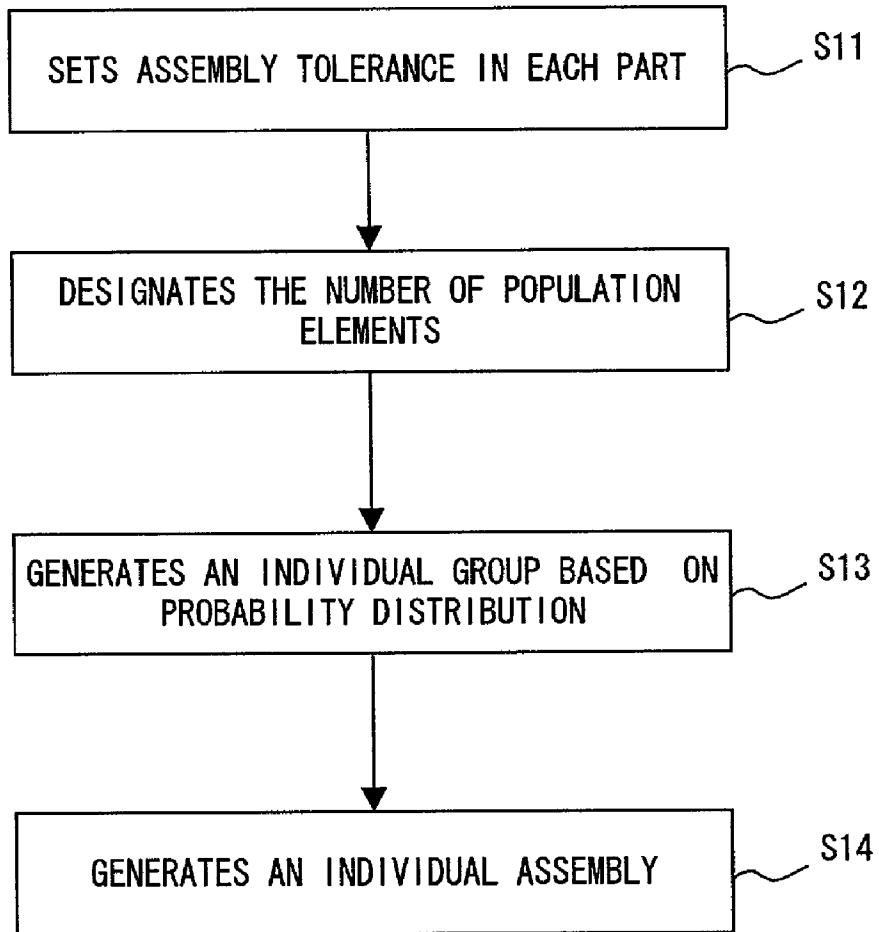 SETS ASSEMBLY TOLERANCE IN EACH PART
S11
DESIGNATES THE NUMBER OF POPULATION
ELEMENTS
S12
GENERATES AN INDIVIDUAL GROUP BASED ON
PROBABILITY DISTRIBUTION
S13
GENERATES AN INDIVIDUAL ASSEMBLY
S14